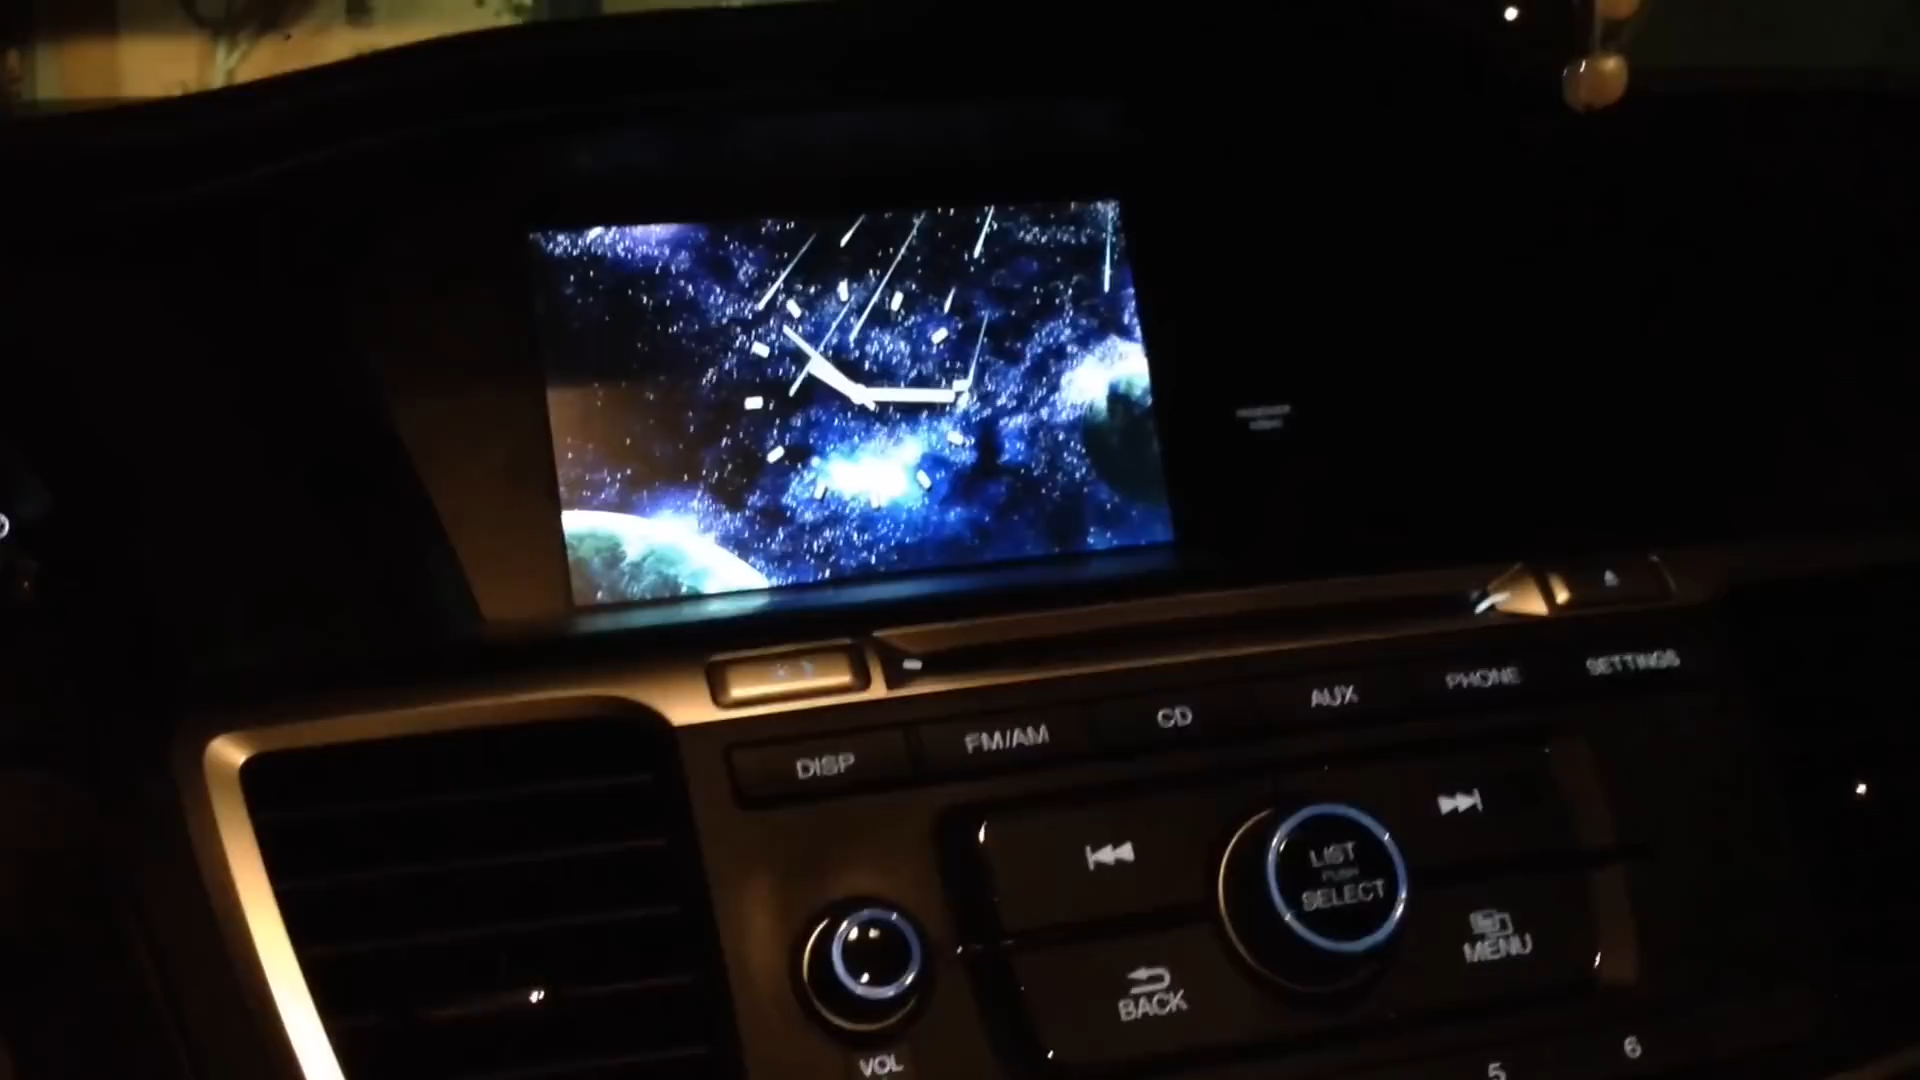 DISP
FM/AM
CD
AUX
PHONE
SETTINGS
LIST
PUSH
SELECT
BACK
MENU
VOL
5
6